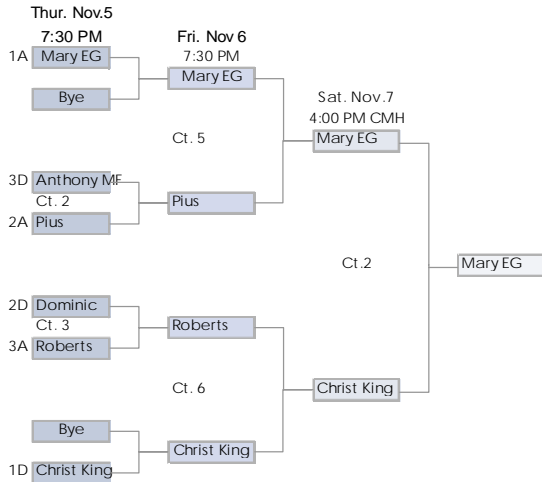 Thur. Nov.5
7:30 PM
Fri. Nov 6
7:30 PM
1A Mary EG
Mary EG
Bye
Sat. Nov.7
4:00 PM CMH
Ct. 5
Mary EG
3D Anthony MF
Ct. 2
Pius
2A Pius
Ct.2
Mary EG
2D Dominic
Ct. 3
Roberts
3A Roberts
Ct. 6
Christ King
Bye
Christ King
1D Christ King